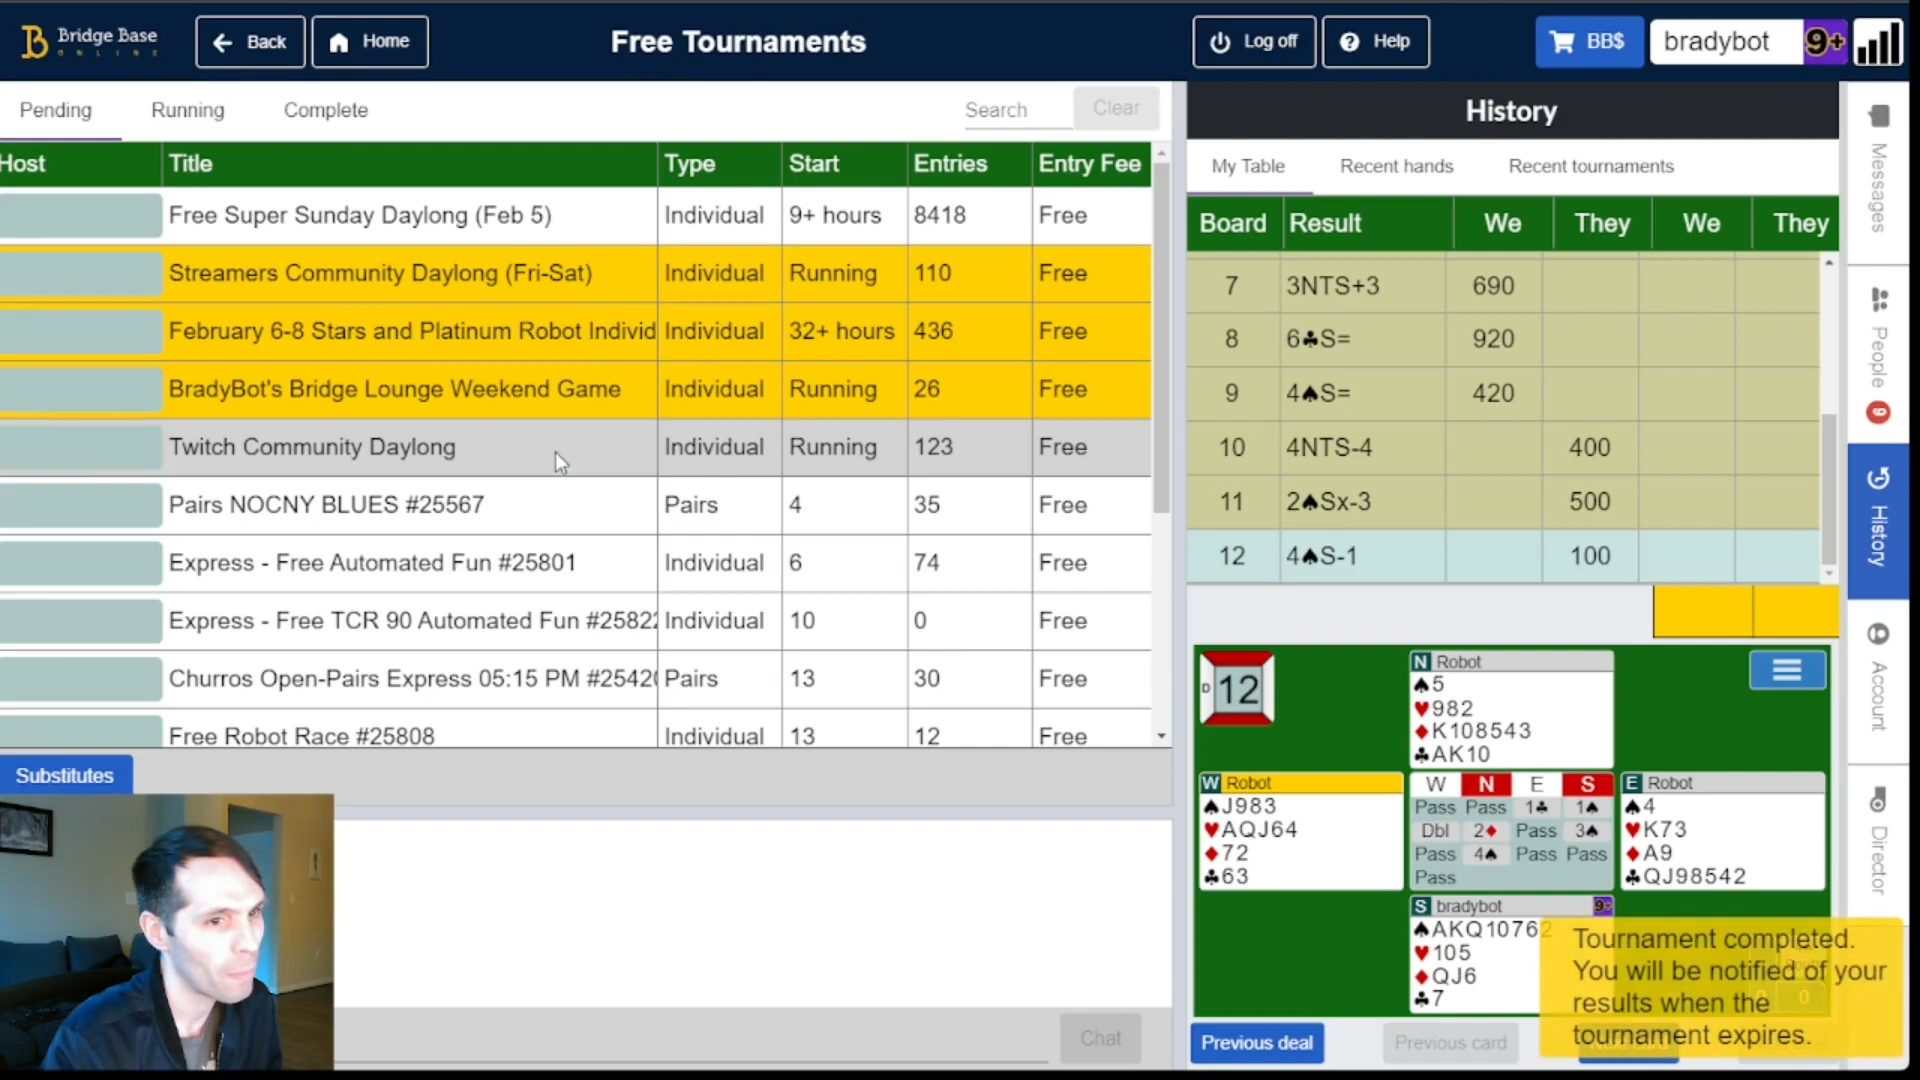 Bridge Base
ONLINE
Back
Home
Free Tournaments
Log off
Help
BB$
bradybot 9+
Pending Running Complete
Search Clear
Host Title Type Start Entries Entry Fee
Free Super Sunday Daylong (Feb 5) Individual 9+ hours 8418 Free
Streamers Community Daylong (Fri-Sat) Individual Running 110 Free
February 6-8 Stars and Platinum Robot Individ Individual 32+ hours 436 Free
BradyBot's Bridge Lounge Weekend Game Individual Running 26 Free
Twitch Community Daylong Individual Running 123 Free
Pairs NOCNY BLUES #25567 Pairs 4 35 Free
Express - Free Automated Fun #25801 Individual 6 74 Free
Express - Free TCR 90 Automated Fun #2582 Individual 10 0 Free
Churros Open-Pairs Express 05:15 PM #2542 Pairs 13 30 Free
Free Robot Race #25808 Individual 13 12 Free
Substitutes
Chat
History
My Table Recent hands Recent tournaments
Board Result We They We They
7 3NTS+3 690
8 6♣S= 920
9 4♠S= 420
10 4NTS-4 400
11 2♠Sx-3 500
12 4♠S-1 100
D 12
N Robot
♠5
♥982
♦K108543
♣AK10
W Robot
♠J983
♥AQJ64
♦72
♣63
W N E S
Pass Pass 1♣ 1♠
Dbl 2♦ Pass 3♠
Pass 4♠ Pass Pass
Pass
E Robot
♠4
♥K73
♦A9
♣QJ98542
S bradybot 9+
♠AKQ10762
♥105
♦QJ6
♣7
Tournament completed.
You will be notified of your
results when the
tournament expires.
0 0
Previous deal Previous card
Messages
People
6
History
Account
Director